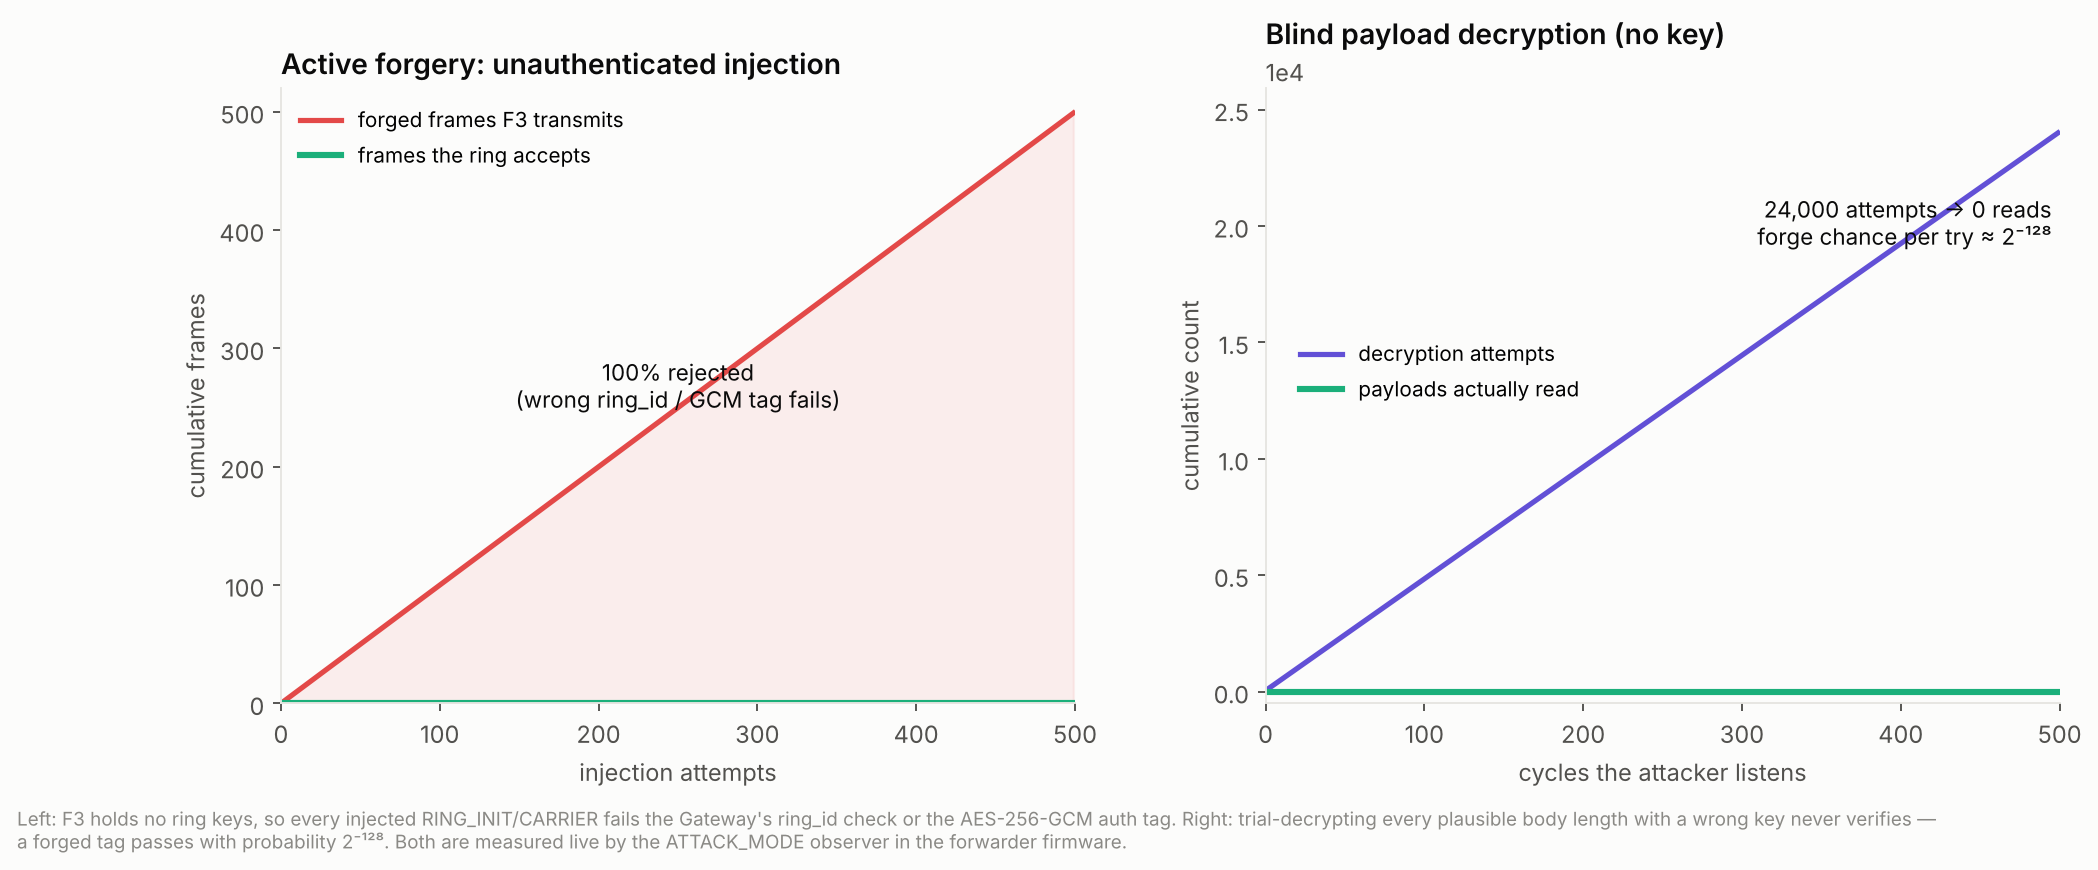 Active forgery: unauthenticated injection
500
400
300
200
100
0
cumulative frames
forged frames F3 transmits
frames the ring accepts
100% rejected
(wrong ring_id / GCM tag fails)
0 100 200 300 400 500
injection attempts
Blind payload decryption (no key)
1e4
2.5
2.0
1.5
1.0
0.5
0.0
cumulative count
24,000 attempts → 0 reads
forge chance per try ≈ 2⁻¹²⁸
decryption attempts
payloads actually read
0 100 200 300 400 500
cycles the attacker listens
Left: F3 holds no ring keys, so every injected RING_INIT/CARRIER fails the Gateway's ring_id check or the AES-256-GCM auth tag. Right: trial-decrypting every plausible body length with a wrong key never verifies —
a forged tag passes with probability 2⁻¹²⁸. Both are measured live by the ATTACK_MODE observer in the forwarder firmware.